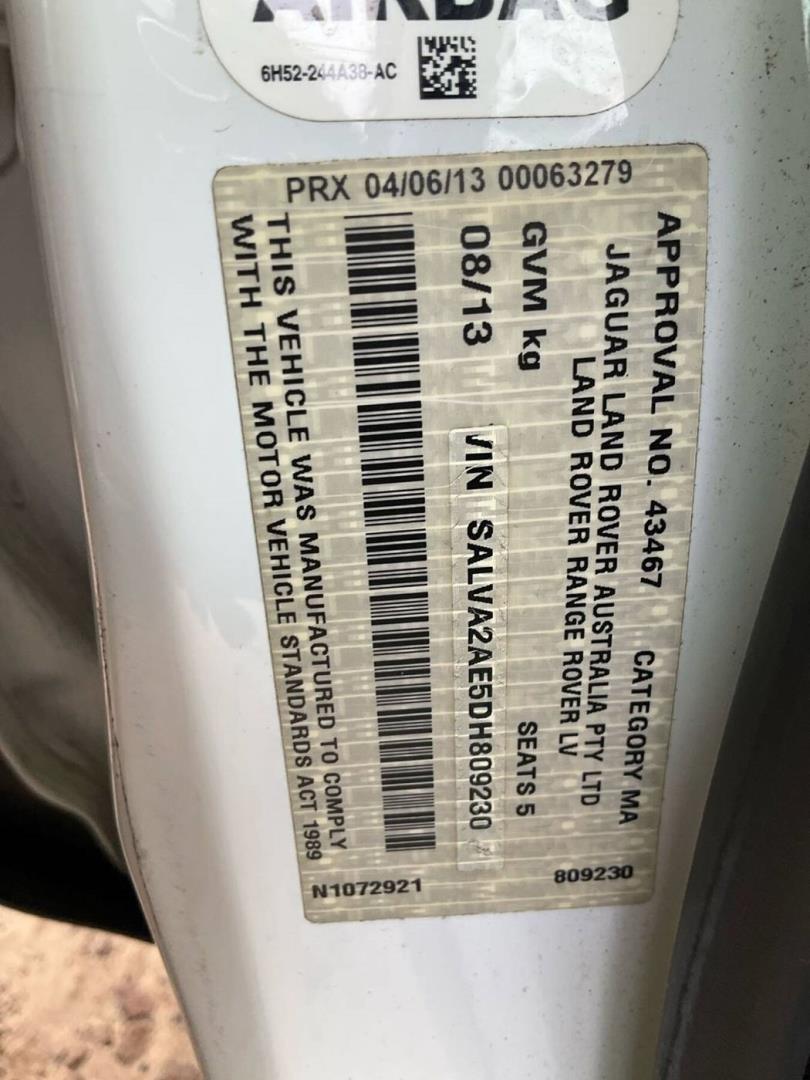 AIRBAG
6H52-244A38-AC
PRX 04/06/13 00063279
APPROVAL NO. 43467 CATEGORY MA
JAGUAR LAND ROVER AUSTRALIA PTY LTD
LAND ROVER RANGE ROVER LV
GVM kg SEATS 5
08/13 VIN SALVA2AE5DH809230
THIS VEHICLE WAS MANUFACTURED TO COMPLY
WITH THE MOTOR VEHICLE STANDARDS ACT 1989
N1072921
809230